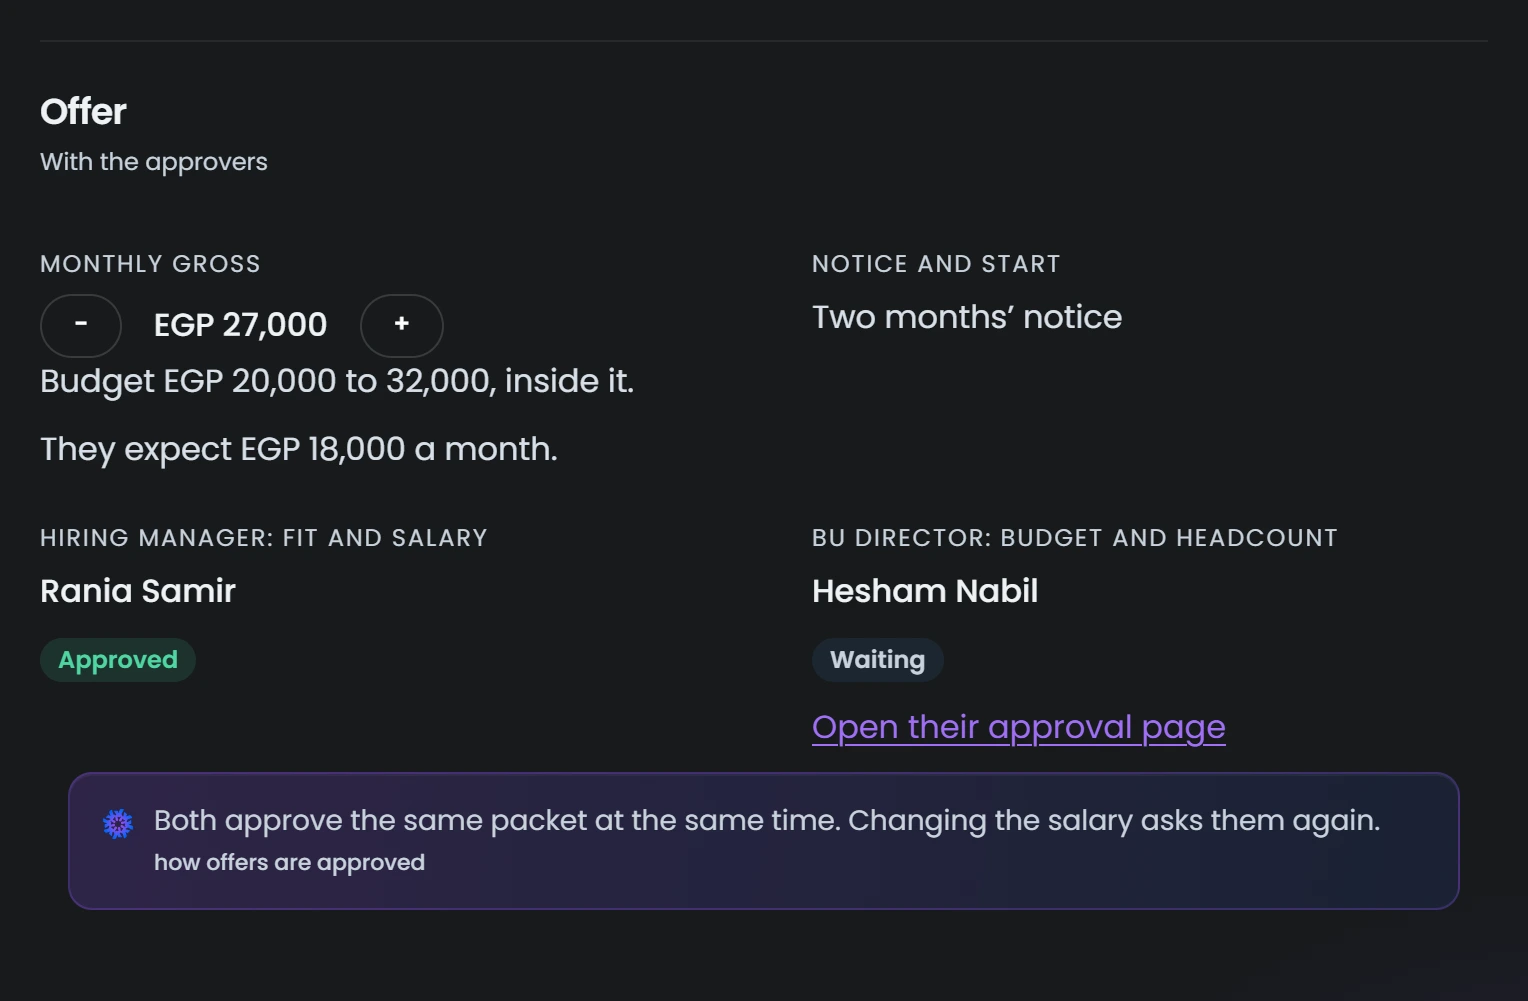 Offer
With the approvers
MONTHLY GROSS
- EGP 27,000 +
Budget EGP 20,000 to 32,000, inside it.
They expect EGP 18,000 a month.
NOTICE AND START
Two months’ notice
HIRING MANAGER: FIT AND SALARY
Rania Samir
Approved
BU DIRECTOR: BUDGET AND HEADCOUNT
Hesham Nabil
Waiting
Open their approval page
Both approve the same packet at the same time. Changing the salary asks them again.
how offers are approved